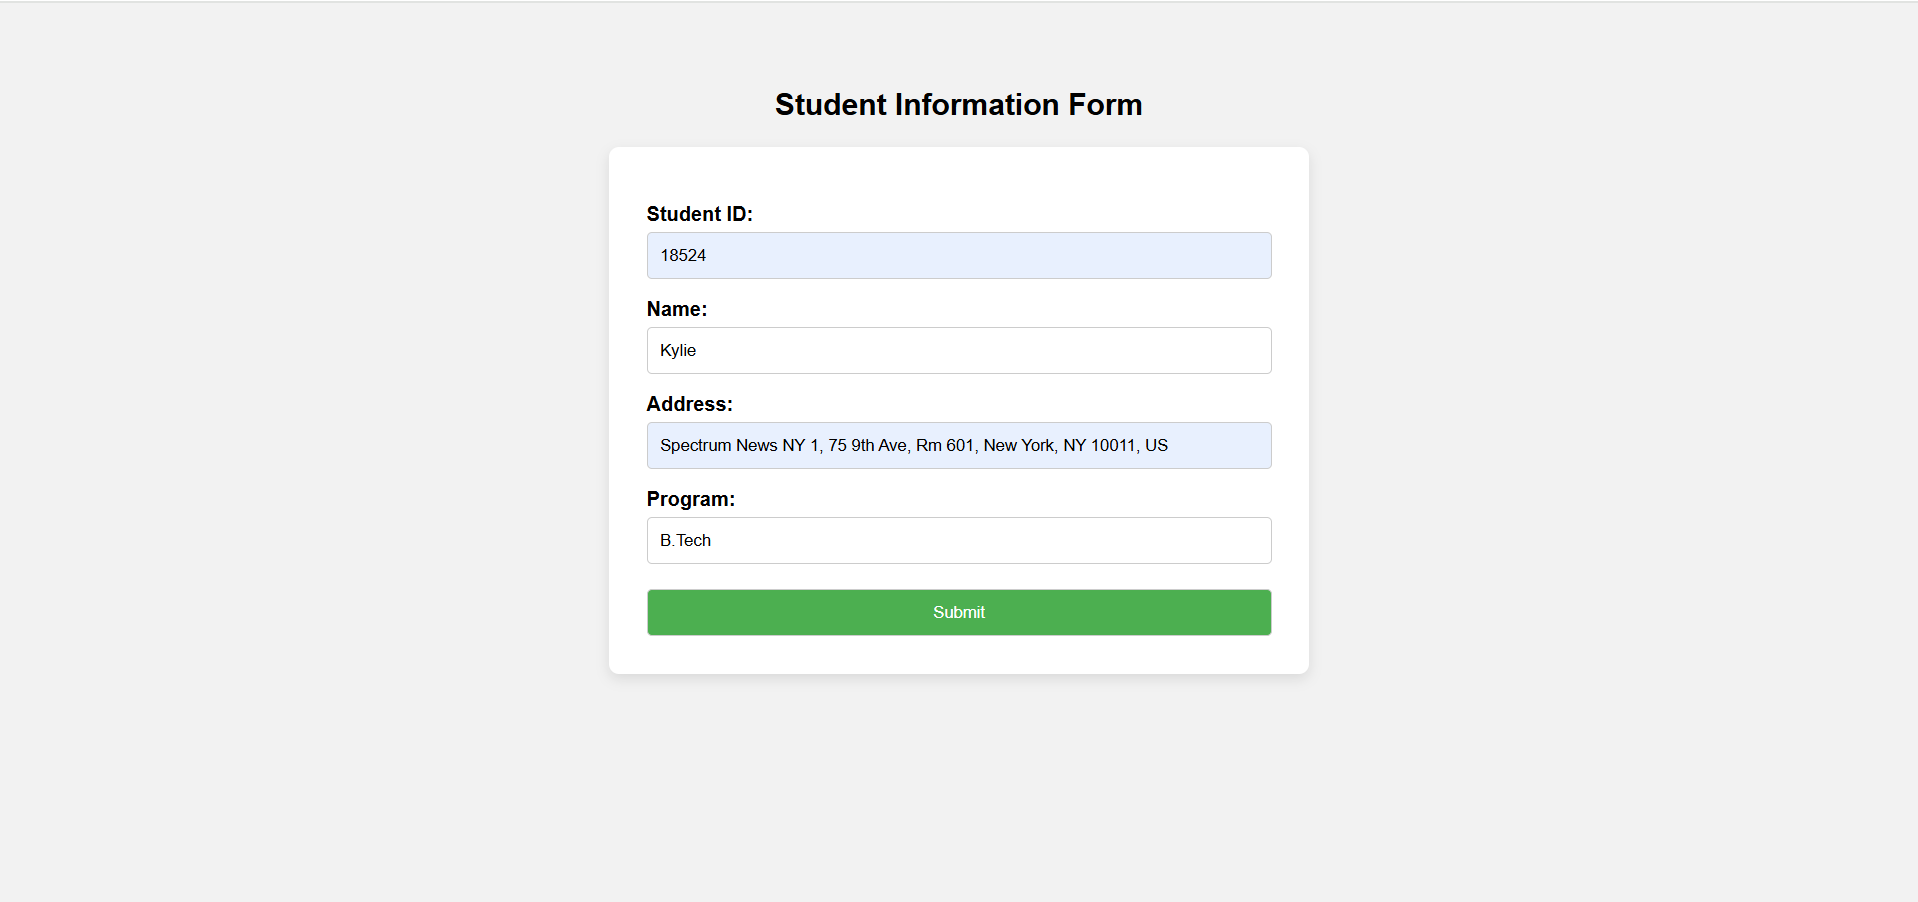 Student Information Form
Student ID:
18524
Name:
Kylie
Address:
Spectrum News NY 1, 75 9th Ave, Rm 601, New York, NY 10011, US
Program:
B.Tech
Submit